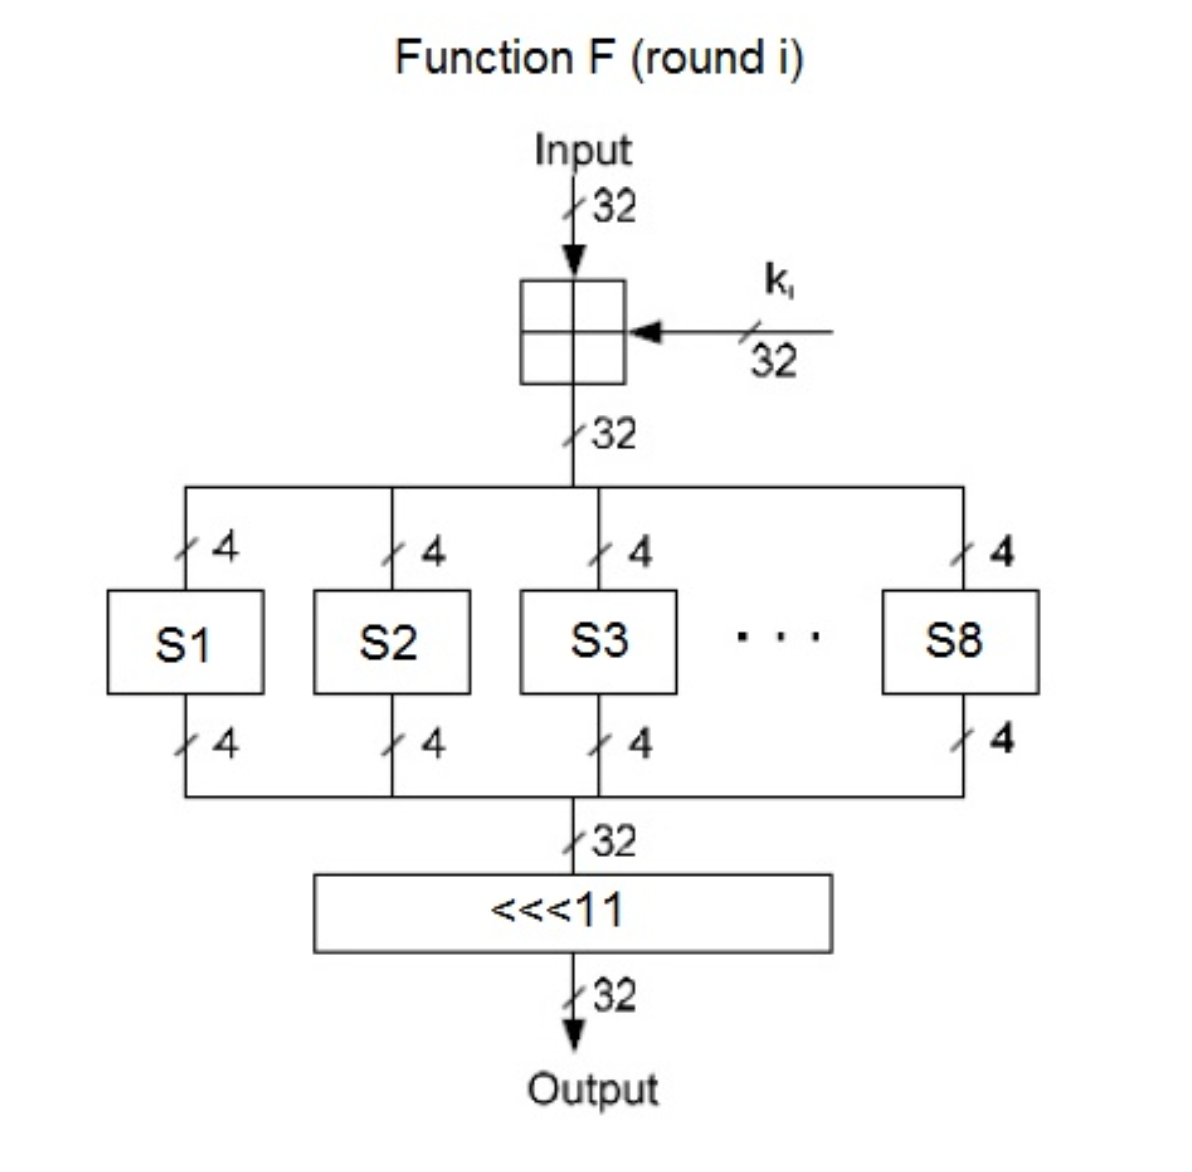 Function F (round i)
Input
32
kᵢ
32
32
4 4 4 4
S1 S2 S3 . . . S8
4 4 4 4
32
<<<11
32
Output